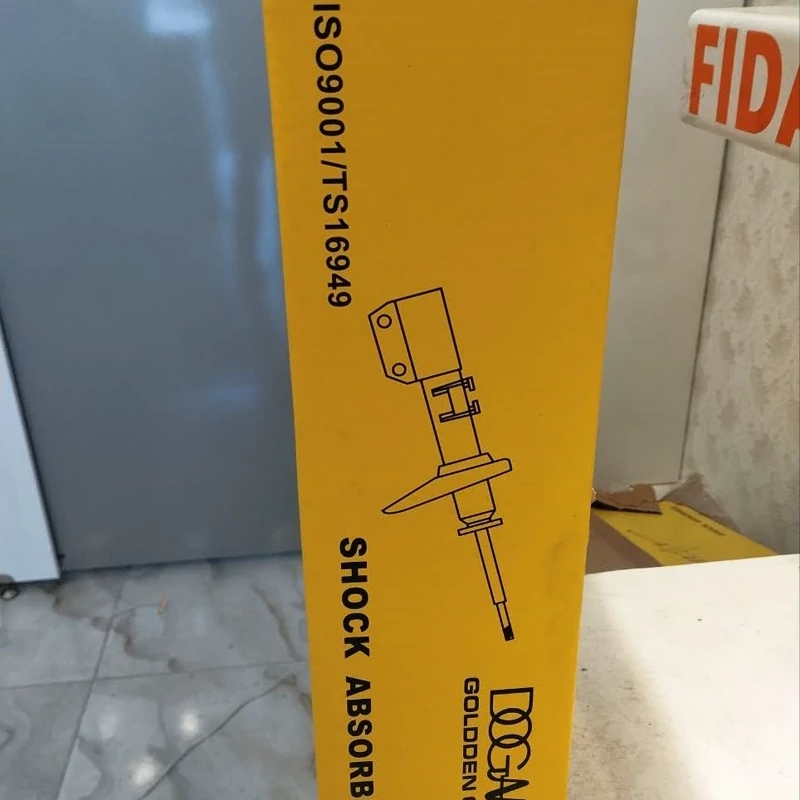 ISO9001/TS16949
SHOCK ABSORB
GOLDDEN
FIDA